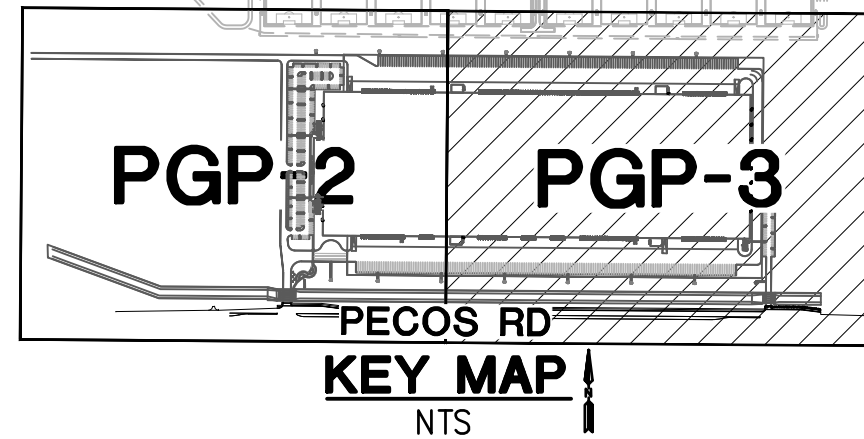 PGP-2
PGP-3
PECOS RD
KEY MAP
N
NTS